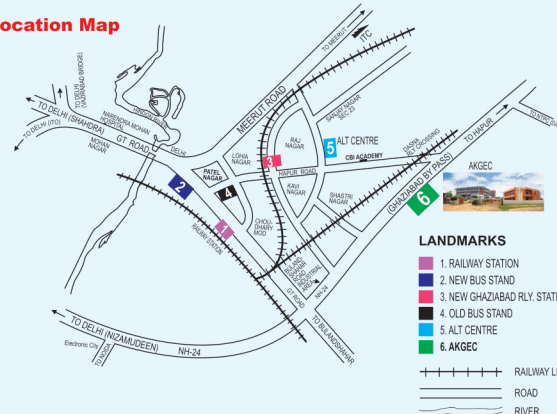 ocation Map
TO MEERUT
ITC
TO DELHI
(VAZIRABAD BRIDGE)
TO DELHI (SHAHDRA)
TO DELHI (ITO)
NARENDRA MOHAN
HOSPITAL
MOHAN
NAGAR
GT ROAD
DELHI
MEERUT ROAD
SANJAY NAGAR
SEC 23
RAJ
NAGAR
5
ALT CENTRE
CBI ACADEMY
LOHIA
NAGAR
3
HAPUR ROAD
PATEL
NAGAR
KAVI
NAGAR
SHASTRI
NAGAR
DASNA
RLY. CROSSING
TO HAPUR
(GHAZIABAD BY PASS)
6
AKGEC
2
4
1
RAILWAY STATION
CHOU-
DHARY
MOD
BULAND-
SHAHAR
ROAD
INDUSTRIAL
AREA
GT ROAD
NH-24
TO BULANDSHAHAR
TO DELHI (NIZAMUDEEN)
NH-24
Electronic City
TO NOIDA
LANDMARKS
1. RAILWAY STATION
2. NEW BUS STAND
3. NEW GHAZIABAD RLY. STATI
4. OLD BUS STAND
5. ALT CENTRE
6. AKGEC
RAILWAY LI
ROAD
RIVER